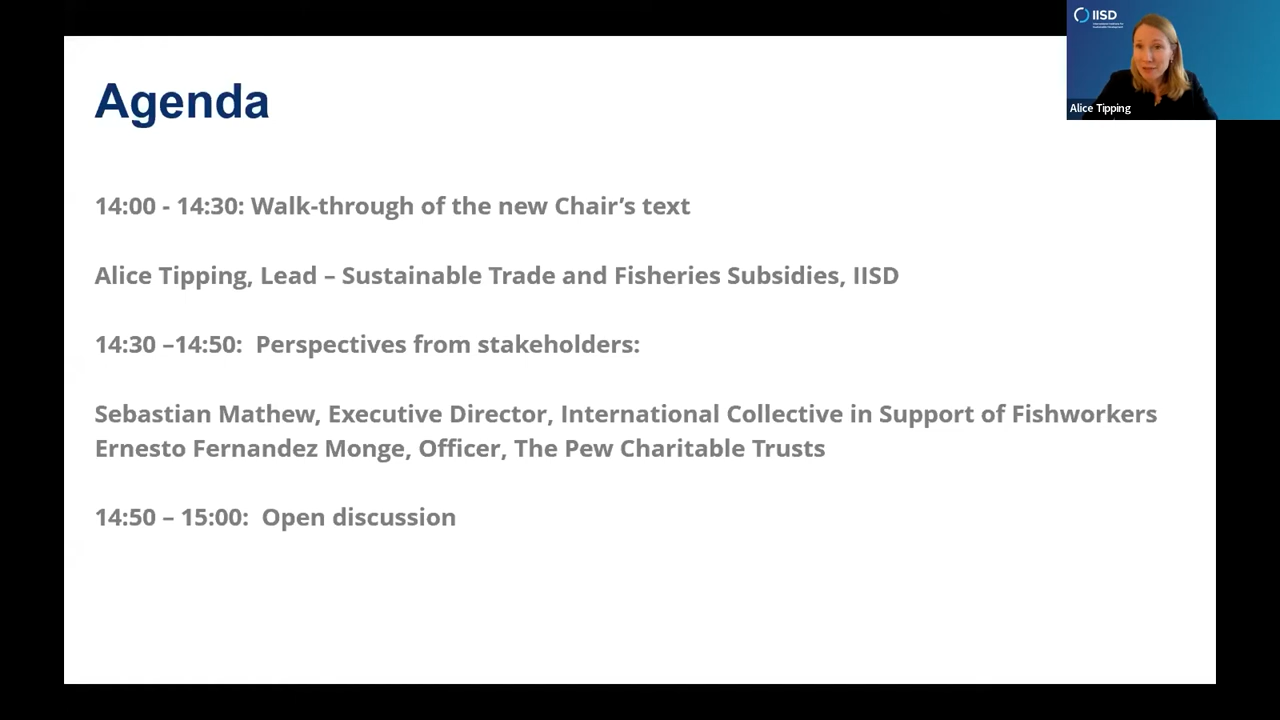 IISD
Agenda
Alice Tipping
14:00 - 14:30: Walk-through of the new Chair’s text
Alice Tipping, Lead – Sustainable Trade and Fisheries Subsidies, IISD
14:30 –14:50:  Perspectives from stakeholders:
Sebastian Mathew, Executive Director, International Collective in Support of Fishworkers
Ernesto Fernandez Monge, Officer, The Pew Charitable Trusts
14:50 – 15:00:  Open discussion